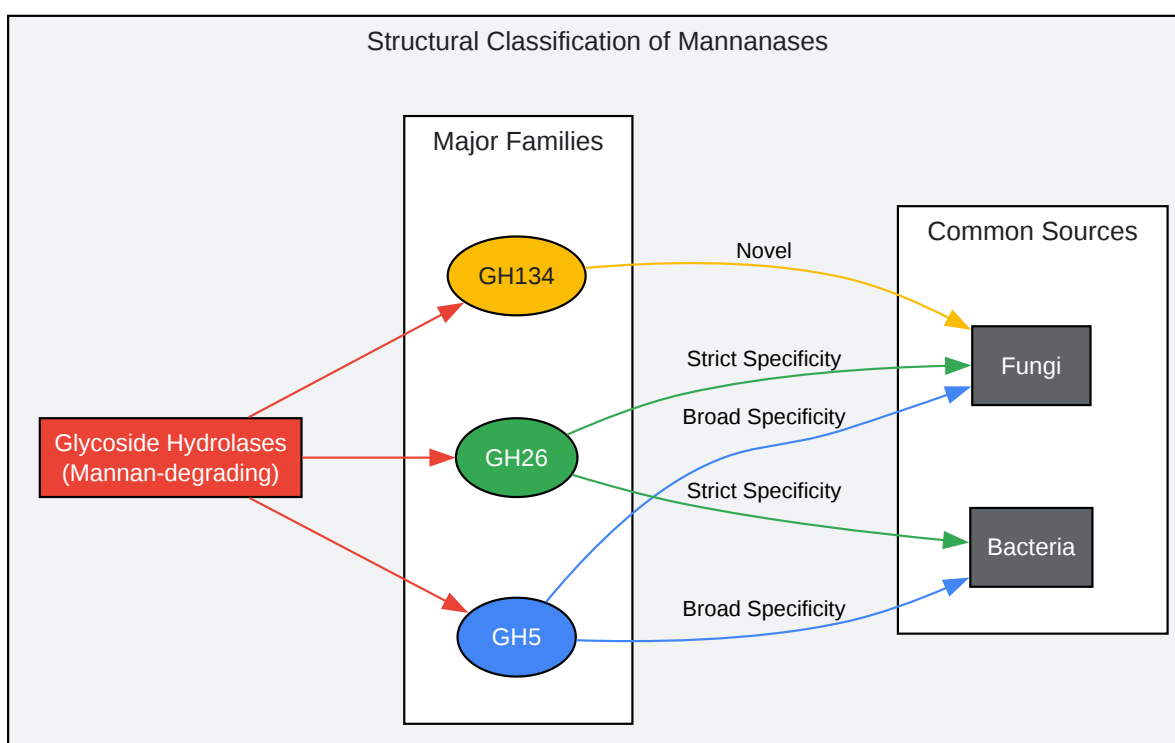 Structural Classification of Mannanases
Major Families
Common Sources
GH134
Novel
Fungi
Strict Specificity
Broad Specificity
Glycoside Hydrolases
(Mannan-degrading)
GH26
Strict Specificity
Bacteria
Broad Specificity
GH5